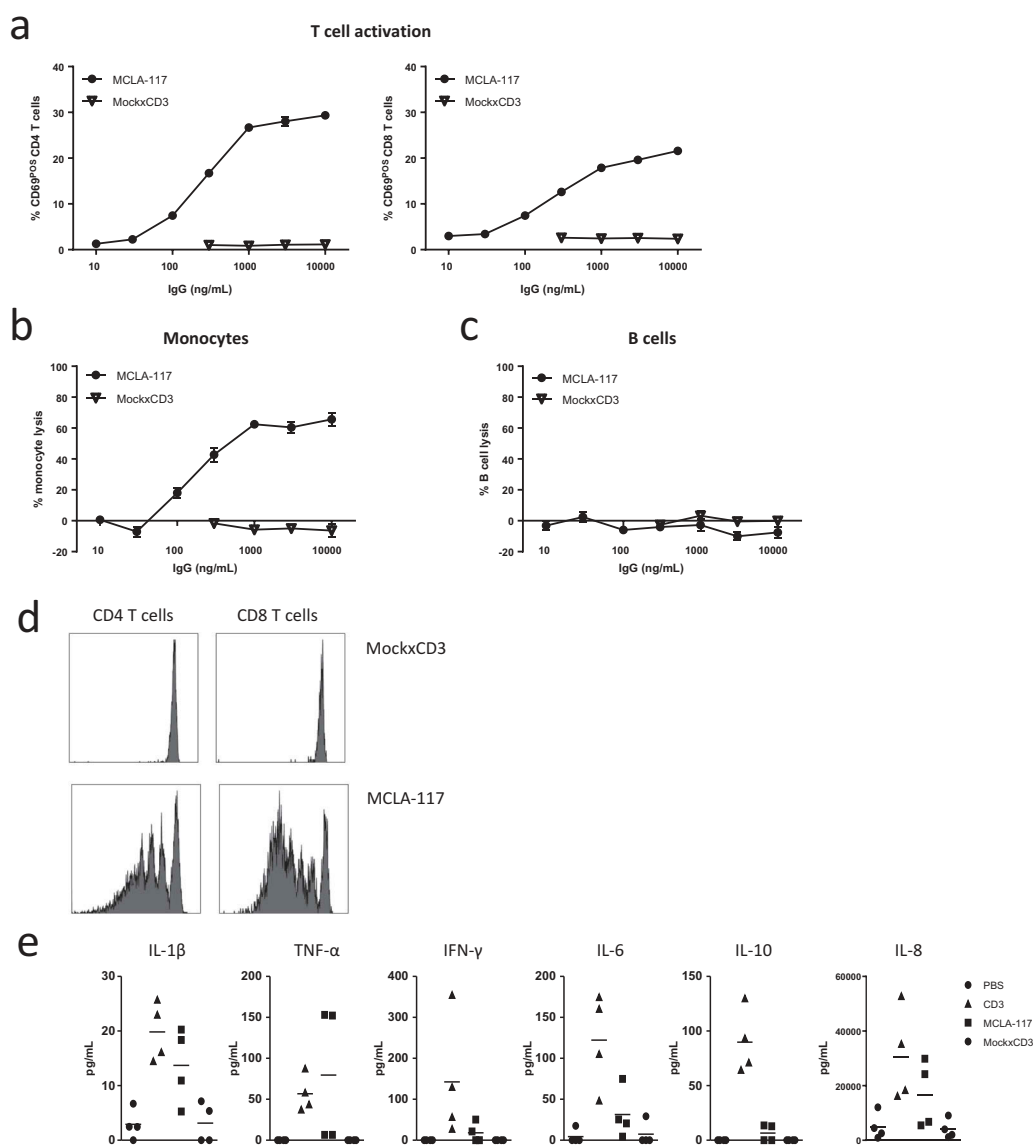 a
T cell activation
% CD69POS CD4 T cells
MCLA-117
MockxCD3
40
30
20
10
0
10 100 1000 10000
IgG (ng/mL)
% CD69POS CD8 T cells
MCLA-117
MockxCD3
40
30
20
10
0
10 100 1000 10000
IgG (ng/mL)
b
Monocytes
% monocyte lysis
MCLA-117
MockxCD3
100
80
60
40
20
0
-20
10 100 1000 10000
IgG (ng/mL)
c
B cells
% B cell lysis
MCLA-117
MockxCD3
100
80
60
40
20
0
-20
10 100 1000 10000
IgG (ng/mL)
d
CD4 T cells CD8 T cells
MockxCD3
MCLA-117
e
IL-1β
pg/mL
30
20
10
0
TNF-α
pg/mL
200
150
100
50
0
IFN-γ
pg/mL
400
300
200
100
0
IL-6
pg/mL
200
150
100
50
0
IL-10
pg/mL
150
100
50
0
IL-8
pg/mL
60000
40000
20000
0
PBS
CD3
MCLA-117
MockxCD3